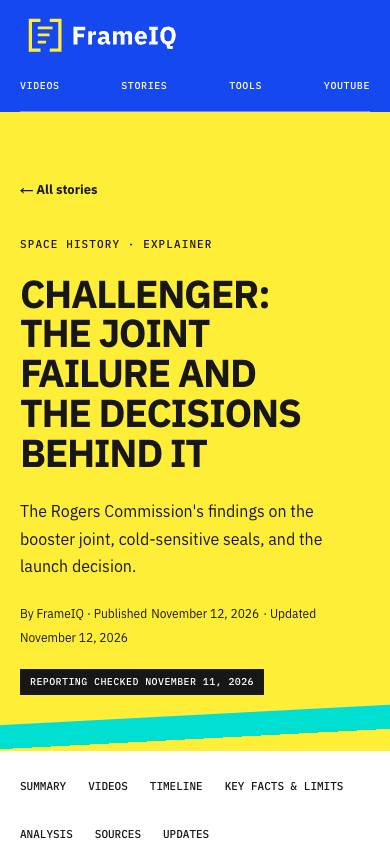 FrameIQ
VIDEOS STORIES TOOLS YOUTUBE
← All stories
SPACE HISTORY · EXPLAINER
CHALLENGER:
THE JOINT
FAILURE AND
THE DECISIONS
BEHIND IT
The Rogers Commission's findings on the
booster joint, cold-sensitive seals, and the
launch decision.
By FrameIQ · Published November 12, 2026 · Updated
November 12, 2026
REPORTING CHECKED NOVEMBER 11, 2026
SUMMARY VIDEOS TIMELINE KEY FACTS & LIMITS
ANALYSIS SOURCES UPDATES